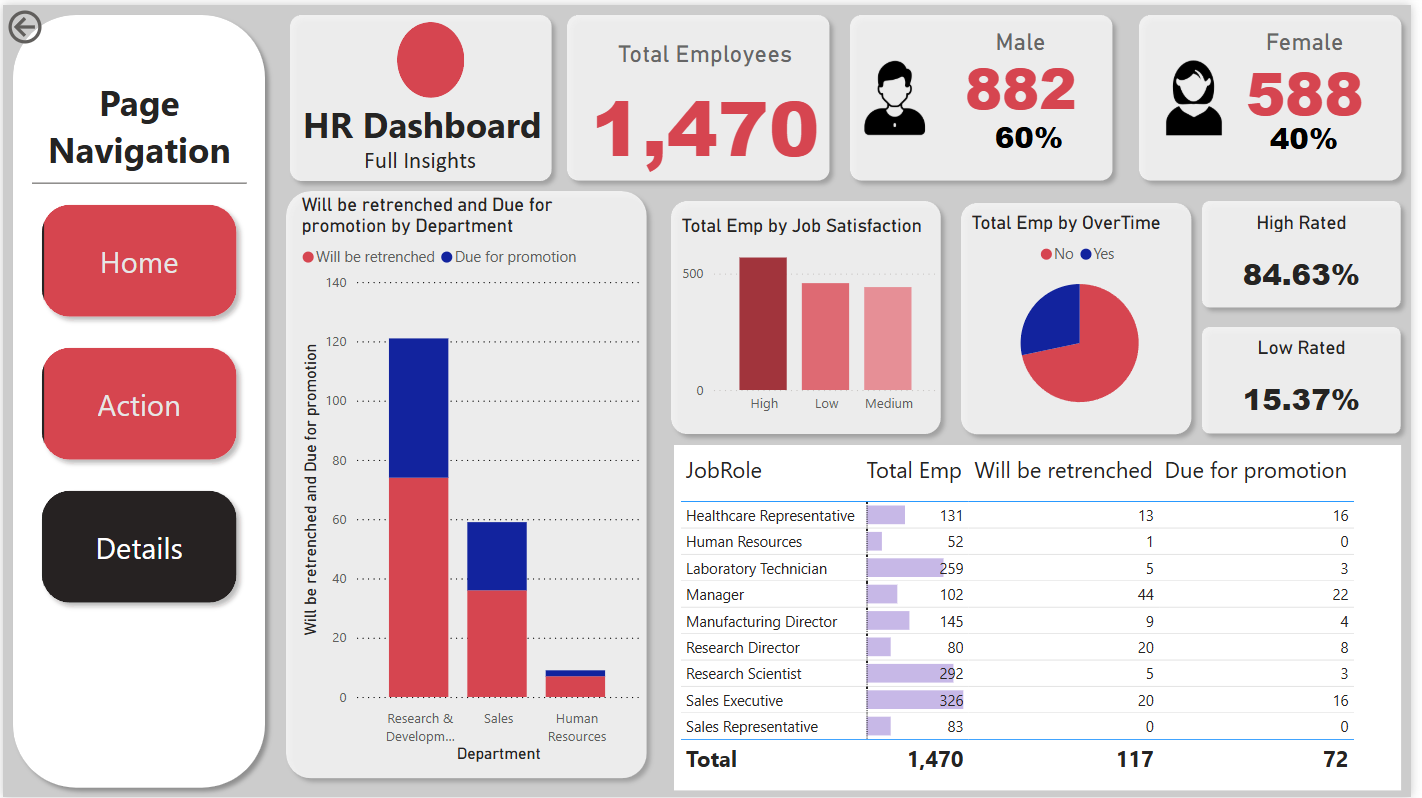 Page
Navigation
Home
Action
Details
HR Dashboard
Full Insights
Total Employees
1,470
Male
882
60%
Female
588
40%
Will be retrenched and Due for
promotion by Department
Will be retrenched Due for promotion
Will be retrenched and Due for promotion
140
120
100
80
60
40
20
0
Research &
Developm...
Sales
Human
Resources
Department
Total Emp by Job Satisfaction
500
0
High Low Medium
Total Emp by OverTime
No Yes
High Rated
84.63%
Low Rated
15.37%
JobRole Total Emp Will be retrenched Due for promotion
Healthcare Representative 131 13 16
Human Resources 52 1 0
Laboratory Technician 259 5 3
Manager 102 44 22
Manufacturing Director 145 9 4
Research Director 80 20 8
Research Scientist 292 5 3
Sales Executive 326 20 16
Sales Representative 83 0 0
Total 1,470 117 72